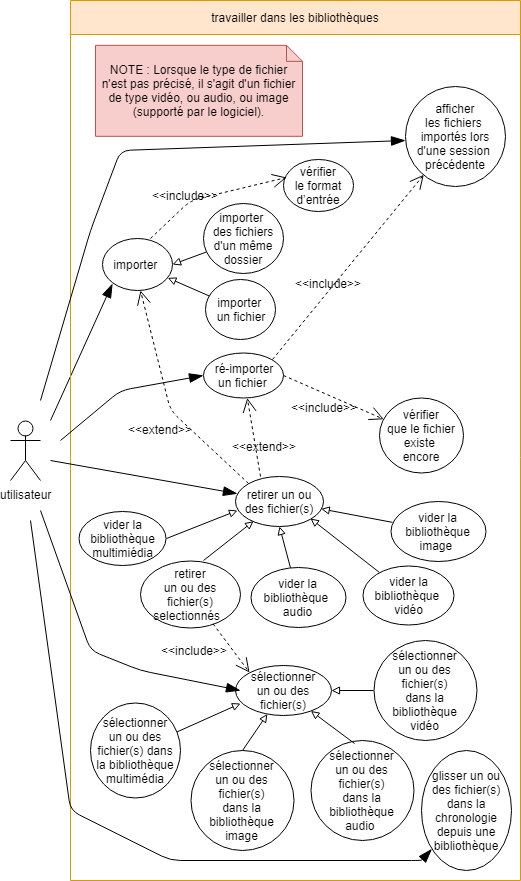 travailler dans les bibliothèques
NOTE : Lorsque le type de fichier
n'est pas précisé, il s'agit d'un fichier
de type vidéo, ou audio, ou image
(supporté par le logiciel).
afficher
les fichiers
importés lors
d'une session
précédente
vérifier
le format
d'entrée
<<include>>
importer
des fichiers
d'un même
dossier
importer
<<include>>
importer
un fichier
ré-importer
un fichier
<<include>>
vérifier
que le fichier
existe
encore
<<extend>>
<<extend>>
utilisateur
retirer un ou
des fichier(s)
vider la
bibliothèque
multimiédia
vider la
bibliothèque
image
retirer
un ou des
fichier(s)
selectionnés
vider la
bibliothèque
audio
vider la
bibliothèque
vidéo
<<include>>
sélectionner
un ou des
fichier(s)
sélectionner
un ou des
fichier(s)
dans la
bibliothèque
vidéo
sélectionner
un ou des
fichier(s) dans
la bibliothèque
multimédia
sélectionner
un ou des
fichier(s)
dans la
bibliothèque
image
sélectionner
un ou des
fichier(s)
dans la
bibliothèque
audio
glisser un ou
des fichier(s)
dans la
chronologie
depuis une
bibliothèque